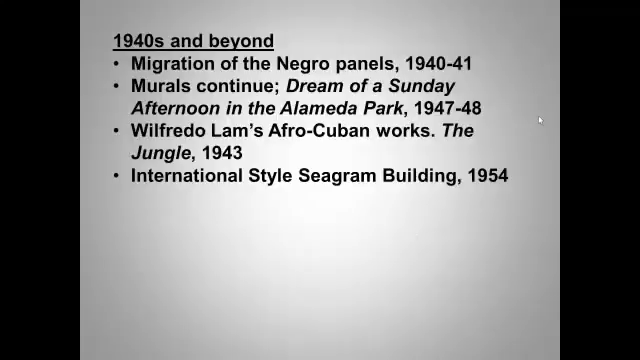 1940s and beyond
• Migration of the Negro panels, 1940-41
• Murals continue; Dream of a Sunday
Afternoon in the Alameda Park, 1947-48
• Wilfredo Lam's Afro-Cuban works. The
Jungle, 1943
• International Style Seagram Building, 1954